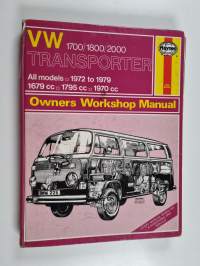 VW 1700/1800/2000
TRANSPORTER
Haynes
All models □ 1972 to 1979
1679 cc □ 1795 cc □ 1970 cc
Owners Workshop Manual